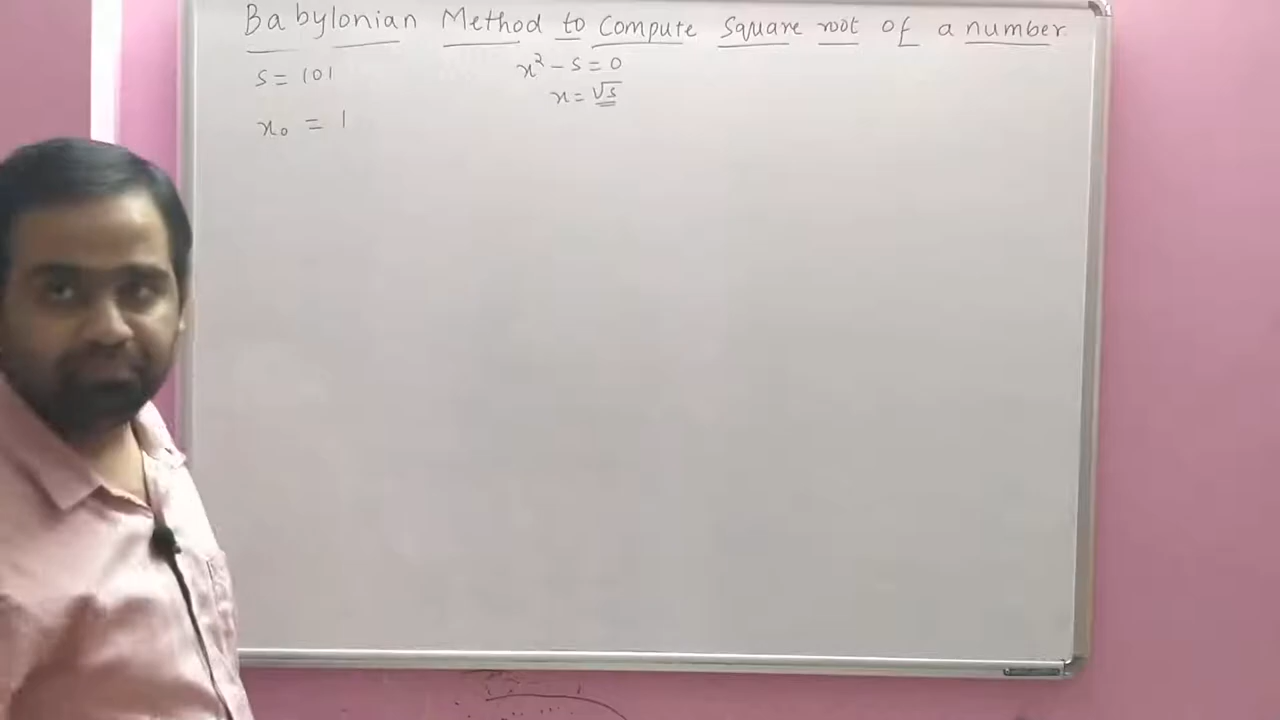 Babylonian Method to Compute Square root of a number
S = 101
x² - S = 0
x = √S
x₀ = 1